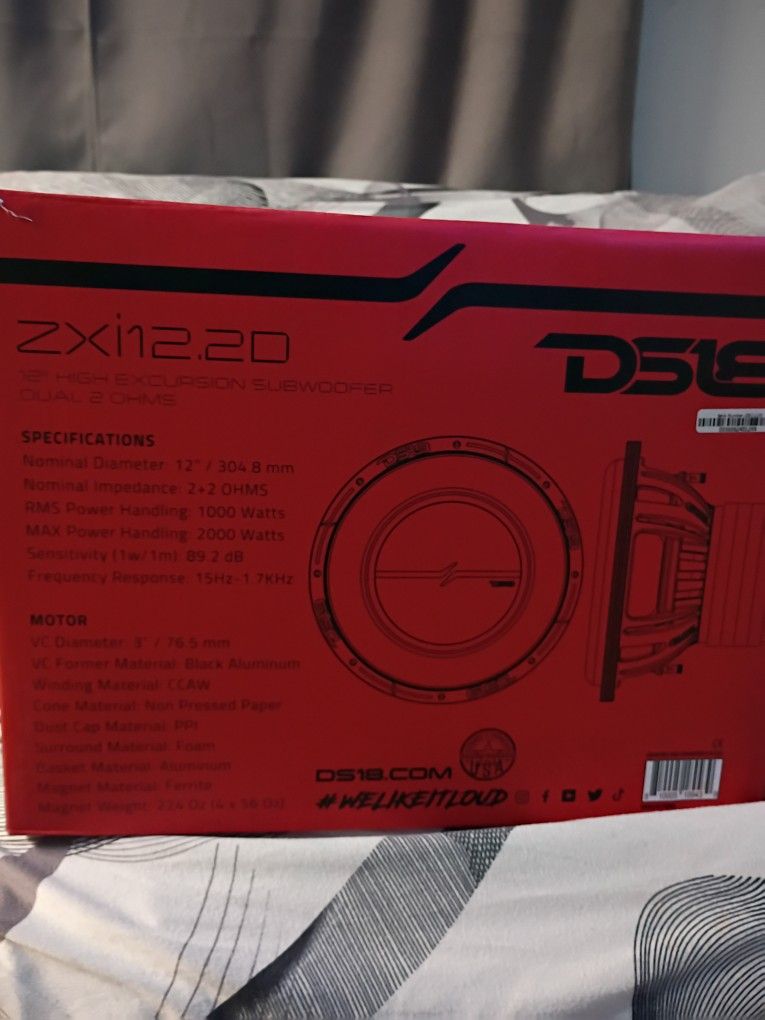 ZXi12.2D
12" HIGH EXCURSION SUBWOOFER
DUAL 2 OHMS
DS18
SPECIFICATIONS
Nominal Diameter: 12" / 304.8 mm
Nominal Impedance: 2+2 OHMS
RMS Power Handling: 1000 Watts
MAX Power Handling: 2000 Watts
Sensitivity (1w/1m): 89.2 dB
Frequency Response: 15Hz-1.7KHz
MOTOR
VC Diameter: 3" / 76.5 mm
VC Former Material: Black Aluminum
Winding Material: CCAW
Cone Material: Non Pressed Paper
Dust Cap Material: PPI
Surround Material: Foam
Basket Material: Aluminum
Magnet Material: Ferrite
Magnet Weight: 224 Oz (4 x 56 Oz)
DS18
DS18.COM
USA
#WELIKEITLOUD